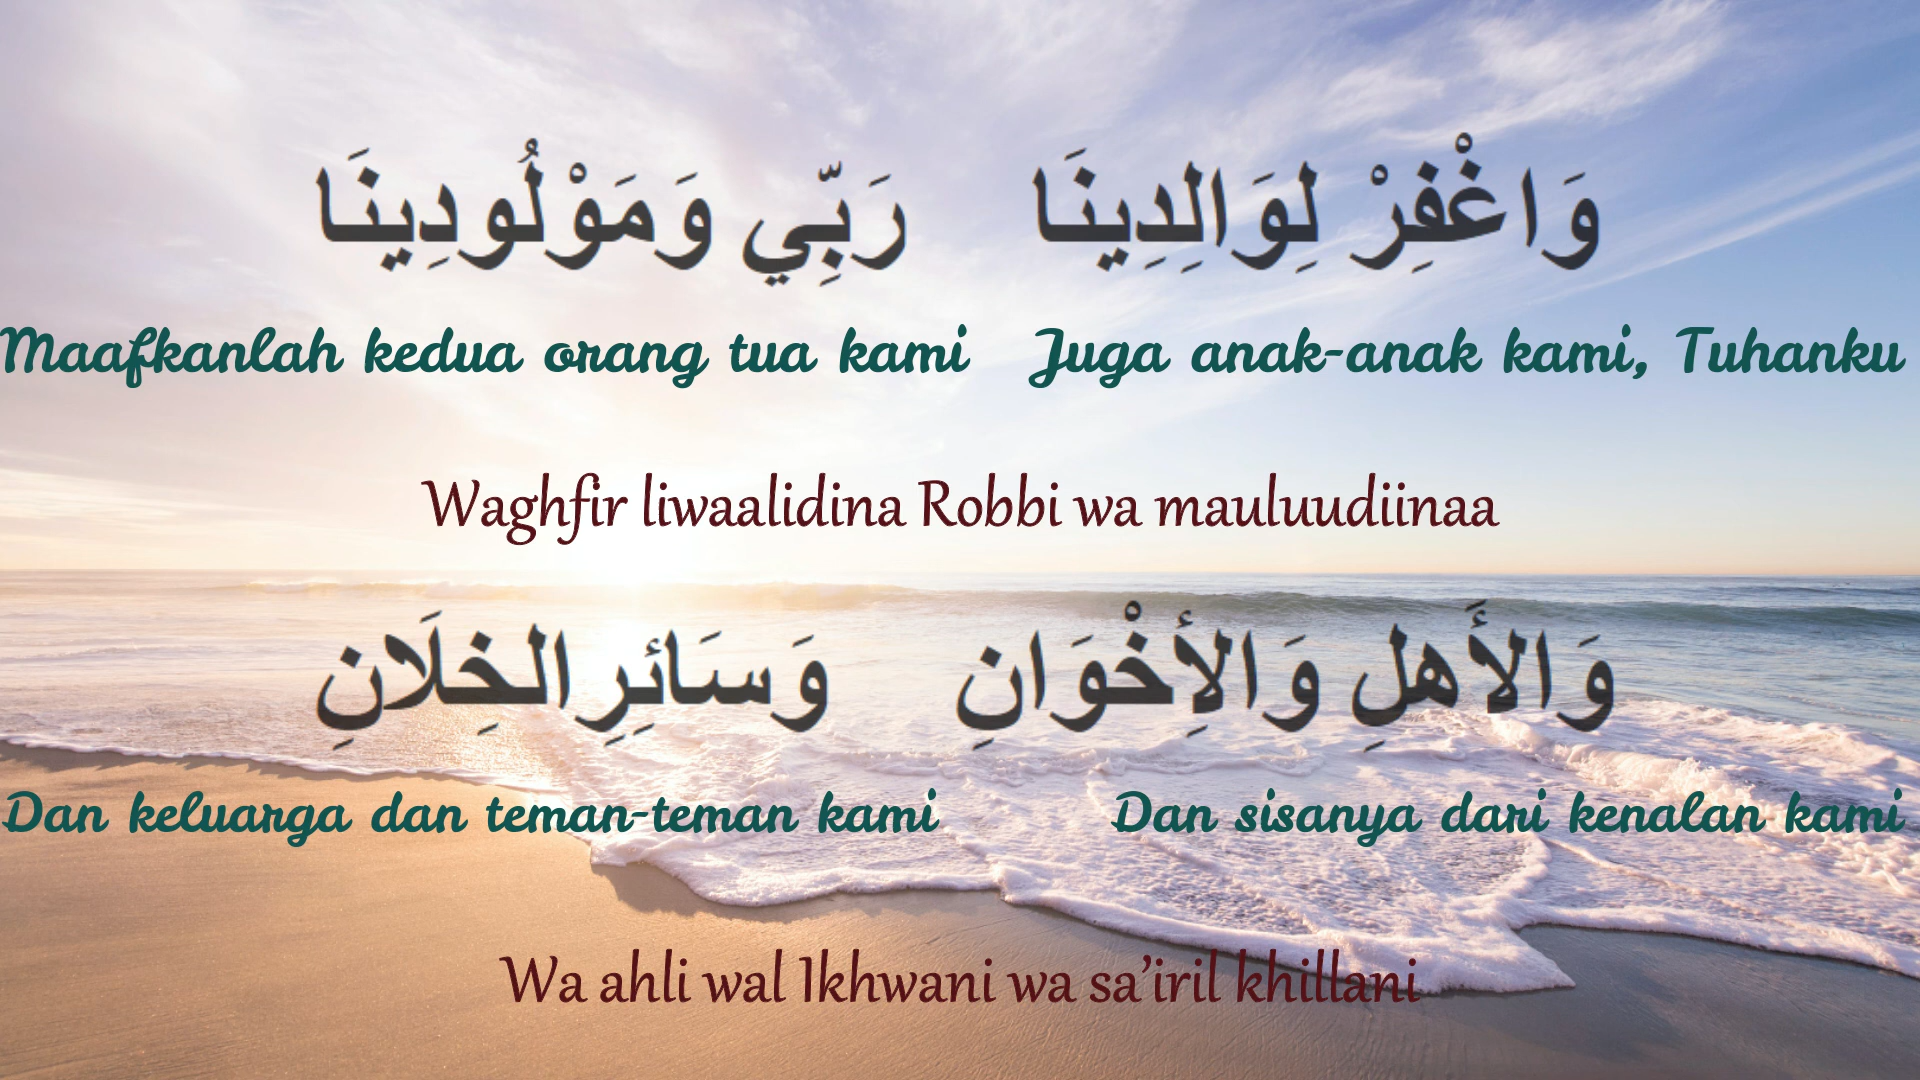 وَاغْفِرْ لِوَالِدِينَا رَبِّي وَمَوْلُودِينَا
Maafkanlah kedua orang tua kami Juga anak-anak kami, Tuhanku
Waghfir liwaalidina Robbi wa mauluudiinaa
وَالأَهلِ وَالأِخْوَانِ وَسَائِرِالخِلَانِ
Dan keluarga dan teman-teman kami Dan sisanya dari kenalan kami
Wa ahli wal Ikhwani wa sa’iril khillani